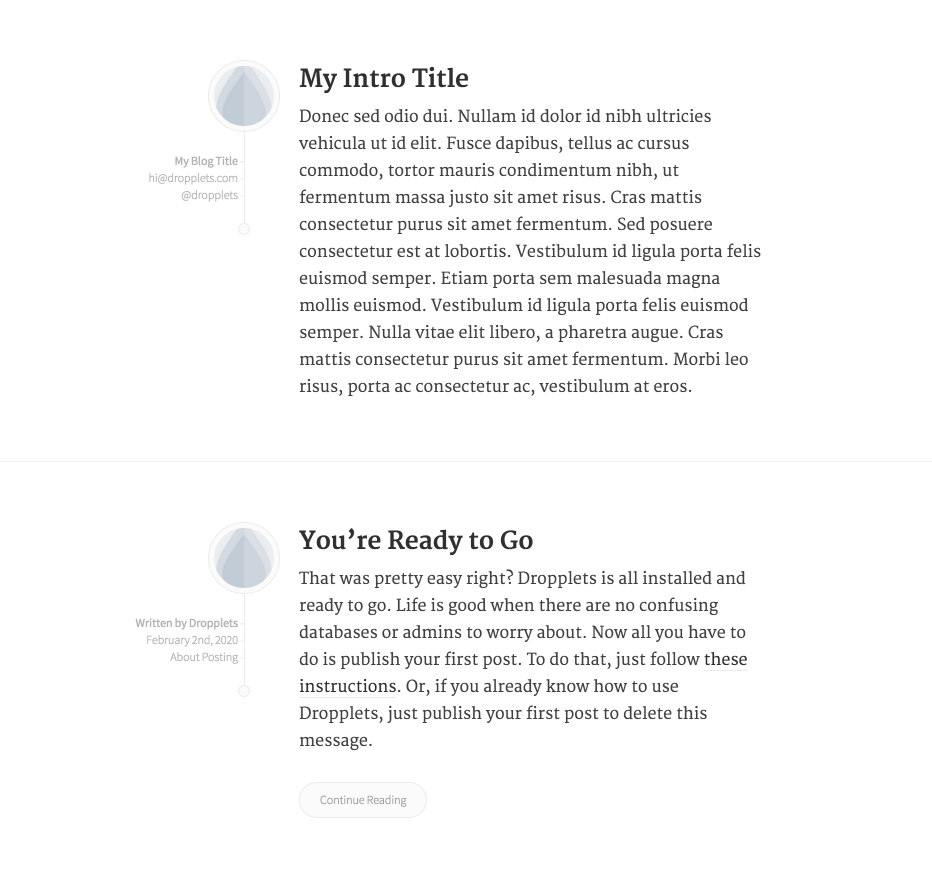 My Intro Title
My Blog Title
hi@dropplets.com
@dropplets
Donec sed odio dui. Nullam id dolor id nibh ultricies
vehicula ut id elit. Fusce dapibus, tellus ac cursus
commodo, tortor mauris condimentum nibh, ut
fermentum massa justo sit amet risus. Cras mattis
consectetur purus sit amet fermentum. Sed posuere
consectetur est at lobortis. Vestibulum id ligula porta felis
euismod semper. Etiam porta sem malesuada magna
mollis euismod. Vestibulum id ligula porta felis euismod
semper. Nulla vitae elit libero, a pharetra augue. Cras
mattis consectetur purus sit amet fermentum. Morbi leo
risus, porta ac consectetur ac, vestibulum at eros.
You’re Ready to Go
Written by Dropplets
February 2nd, 2020
About Posting
That was pretty easy right? Dropplets is all installed and
ready to go. Life is good when there are no confusing
databases or admins to worry about. Now all you have to
do is publish your first post. To do that, just follow these
instructions. Or, if you already know how to use
Dropplets, just publish your first post to delete this
message.
Continue Reading